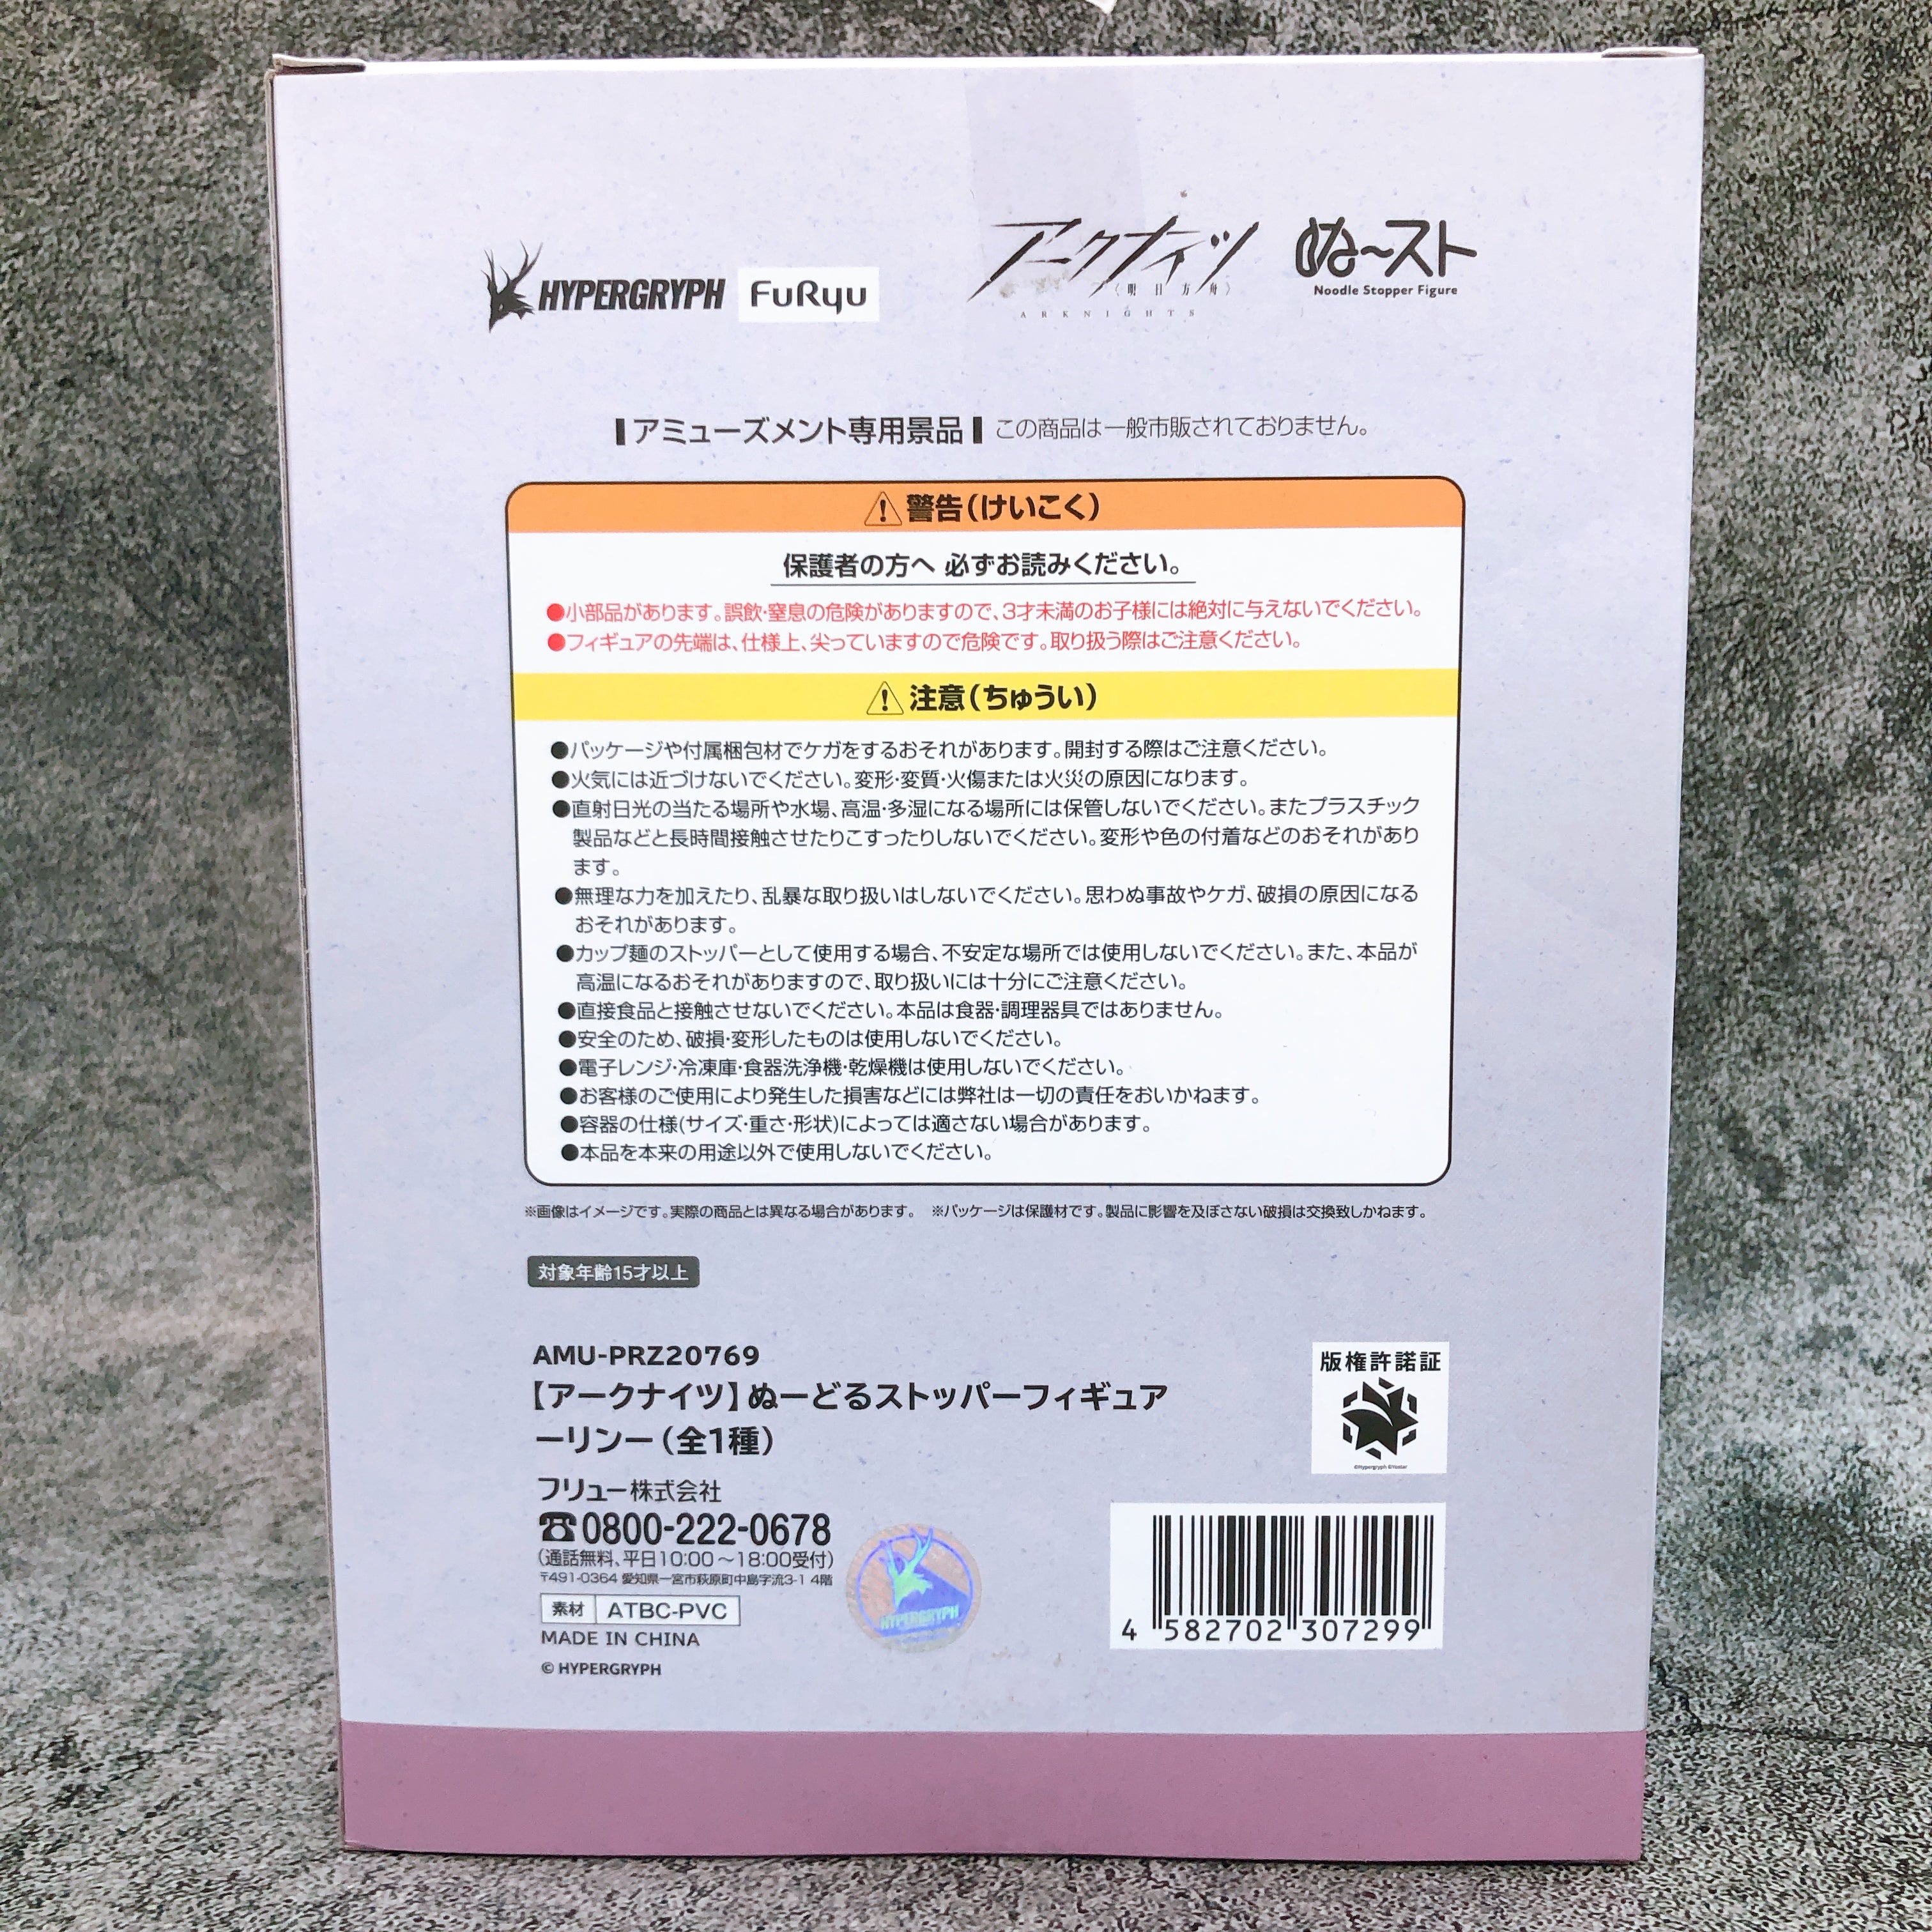 HYPERGRYPH FuRyu
アークナイツ
(明日方舟)
ARKNIGHTS
ぬ〜スト
Noodle Stopper Figure
アミューズメント専用景品 この商品は一般市販されておりません。
警告(けいこく)
保護者の方へ 必ずお読みください。
●小部品があります。誤飲・窒息の危険がありますので、3才未満のお子様には絶対に与えないでください。
●フィギュアの先端は、仕様上、尖っていますので危険です。取り扱う際はご注意ください。
注意(ちゅうい)
●パッケージや付属梱包材でケガをするおそれがあります。開封する際はご注意ください。
●火気には近づけないでください。変形・変質・火傷または火災の原因になります。
●直射日光の当たる場所や水場、高温・多湿になる場所には保管しないでください。またプラスチック
製品などと長時間接触させたりこすったりしないでください。変形や色の付着などのおそれがあり
ます。
●無理な力を加えたり、乱暴な取り扱いはしないでください。思わぬ事故やケガ、破損の原因になる
おそれがあります。
●カップ麺のストッパーとして使用する場合、不安定な場所では使用しないでください。また、本品が
高温になるおそれがありますので、取り扱いには十分にご注意ください。
●直接食品と接触させないでください。本品は食器・調理器具ではありません。
●安全のため、破損・変形したものは使用しないでください。
●電子レンジ・冷凍庫・食器洗浄機・乾燥機は使用しないでください。
●お客様のご使用により発生した損害などには弊社は一切の責任をおいかねます。
●容器の仕様(サイズ・重さ・形状)によっては適さない場合があります。
●本品を本来の用途以外で使用しないでください。
※画像はイメージです。実際の商品とは異なる場合があります。 ※パッケージは保護材です。製品に影響を及ぼさない破損は交換致しかねます。
対象年齢15才以上
AMU-PRZ20769
【アークナイツ】ぬーどるストッパーフィギュア
ーリンー(全1種)
フリュー株式会社
☎0800-222-0678
(通話無料、平日10:00〜18:00受付)
〒491-0364 愛知県一宮市萩原町中島字流3-1 4階
素材 ATBC-PVC
MADE IN CHINA
© HYPERGRYPH
HYPERGRYPH
版権許諾証
©Hypergryph ©Yostar
4 582702 307299